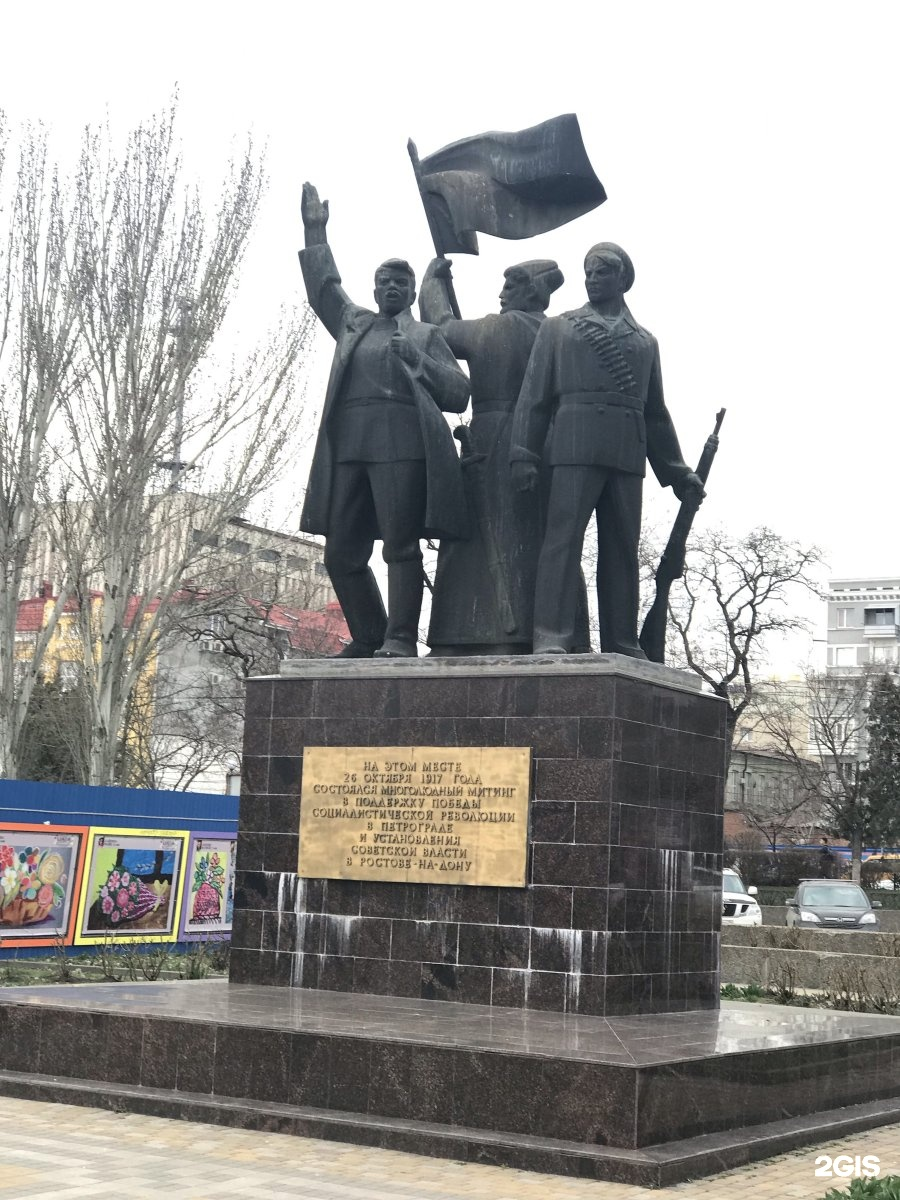 НА ЭТОМ МЕСТЕ
26 ОКТЯБРЯ 1917 ГОДА
СОСТОЯЛСЯ МНОГОЛЮДНЫЙ МИТИНГ
В ПОДДЕРЖКУ ПОБЕДЫ
СОЦИАЛИСТИЧЕСКОЙ РЕВОЛЮЦИИ
В ПЕТРОГРАДЕ
И УСТАНОВЛЕНИЯ
СОВЕТСКОЙ ВЛАСТИ
В РОСТОВЕ-НА-ДОНУ
2GIS